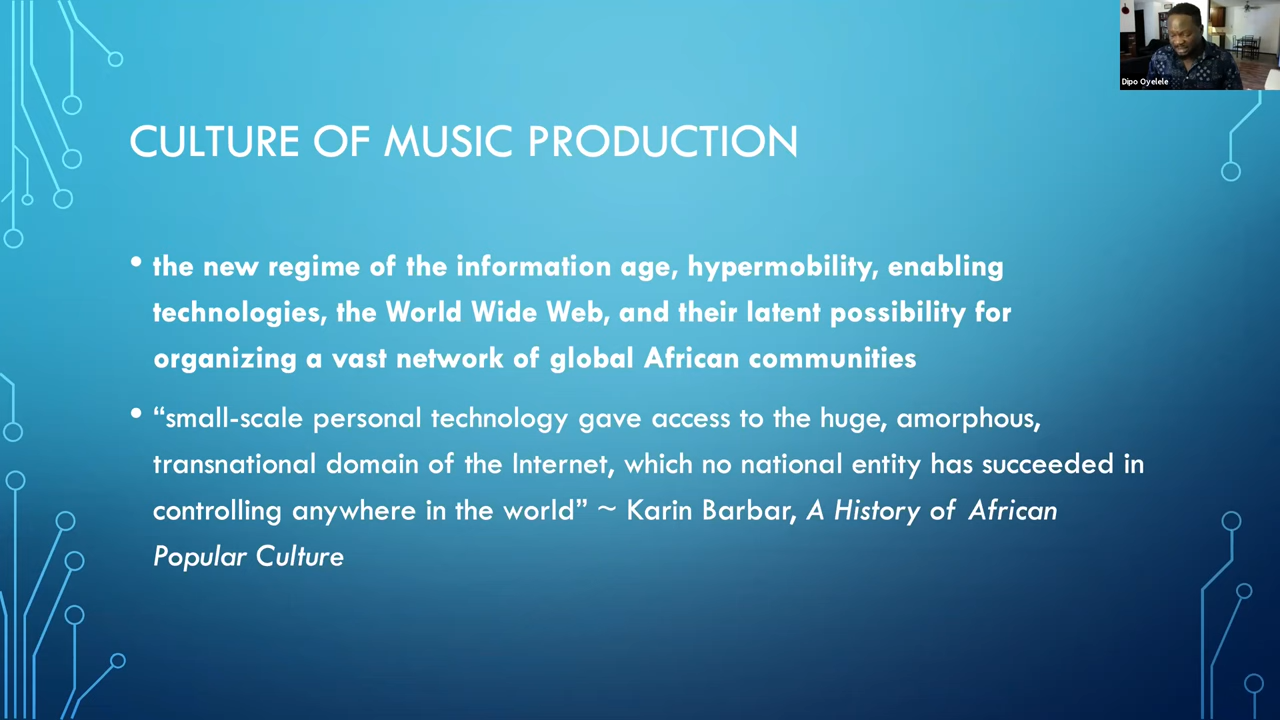 Dipo Oyelele
CULTURE OF MUSIC PRODUCTION
• the new regime of the information age, hypermobility, enabling
technologies, the World Wide Web, and their latent possibility for
organizing a vast network of global African communities
• “small-scale personal technology gave access to the huge, amorphous,
transnational domain of the Internet, which no national entity has succeeded in
controlling anywhere in the world” ~ Karin Barbar, A History of African
Popular Culture